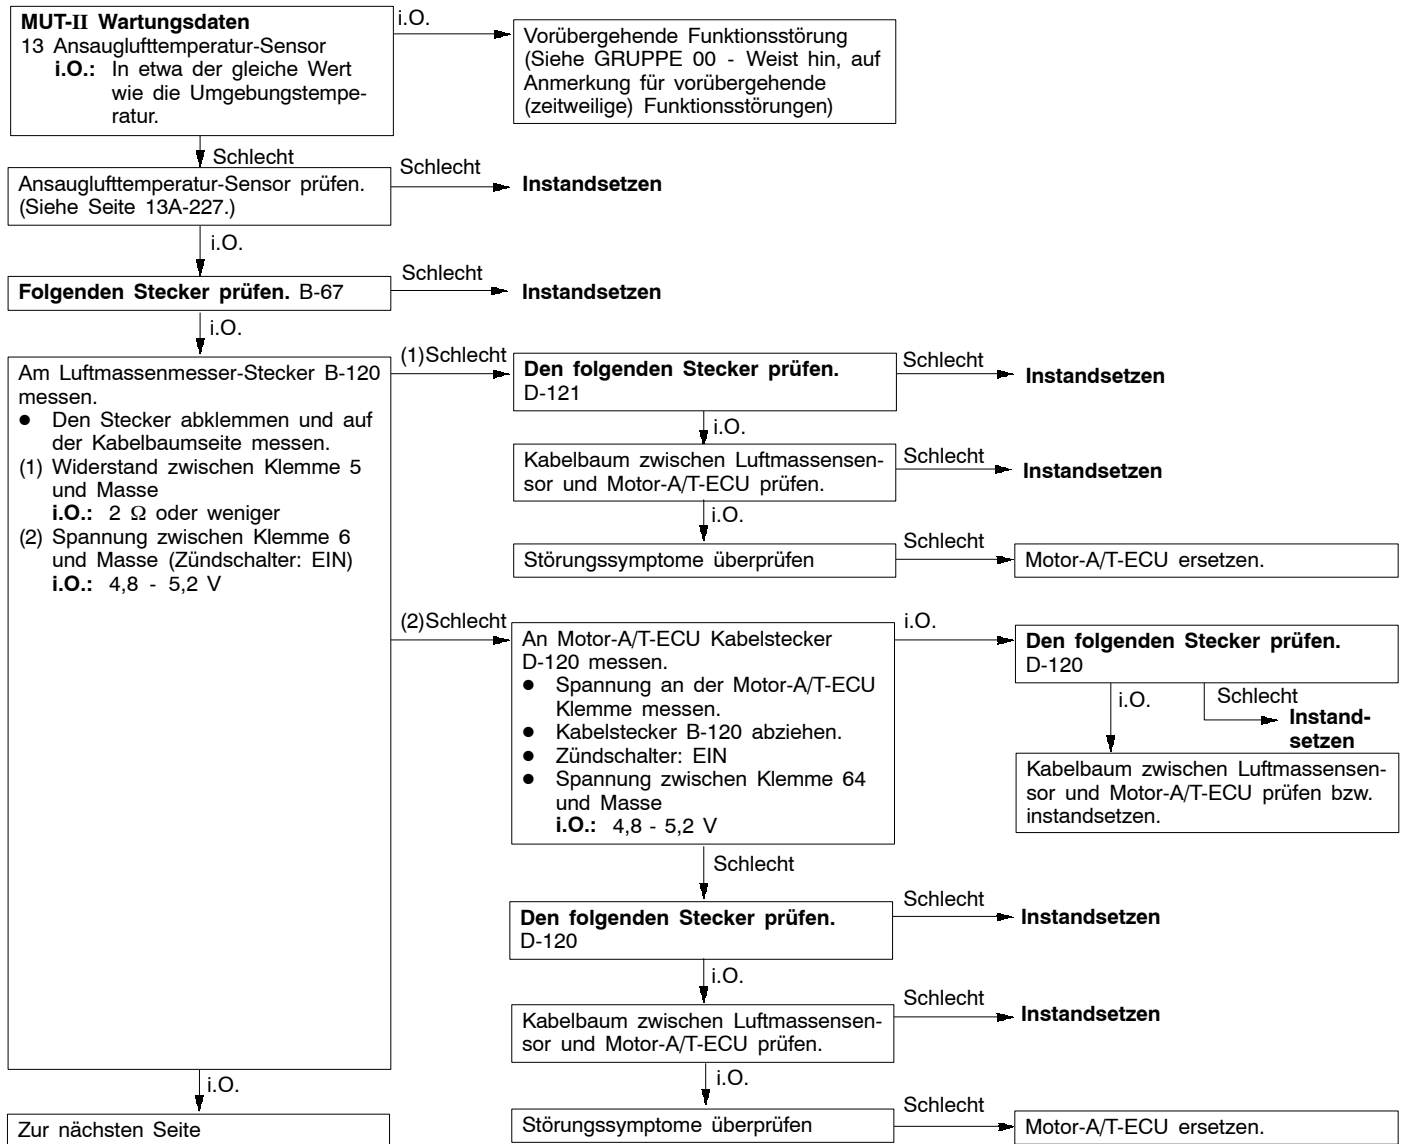 MUT-II Wartungsdaten
13 Ansauglufttemperatur-Sensor
i.O.: In etwa der gleiche Wert
wie die Umgebungstempe-
ratur.
i.O.
Vorübergehende Funktionsstörung
(Siehe GRUPPE 00 - Weist hin, auf
Anmerkung für vorübergehende
(zeitweilige) Funktionsstörungen)
Schlecht
Ansauglufttemperatur-Sensor prüfen.
(Siehe Seite 13A-227.)
Schlecht
Instandsetzen
i.O.
Folgenden Stecker prüfen. B-67
Schlecht
Instandsetzen
i.O.
Am Luftmassenmesser-Stecker B-120
messen.
● Den Stecker abklemmen und auf
der Kabelbaumseite messen.
(1) Widerstand zwischen Klemme 5
und Masse
i.O.: 2 Ω oder weniger
(2) Spannung zwischen Klemme 6
und Masse (Zündschalter: EIN)
i.O.: 4,8 - 5,2 V
(1)Schlecht
Den folgenden Stecker prüfen.
D-121
Schlecht
Instandsetzen
i.O.
Kabelbaum zwischen Luftmassensen-
sor und Motor-A/T-ECU prüfen.
Schlecht
Instandsetzen
i.O.
Störungssymptome überprüfen
Schlecht
Motor-A/T-ECU ersetzen.
(2)Schlecht
An Motor-A/T-ECU Kabelstecker
D-120 messen.
● Spannung an der Motor-A/T-ECU
Klemme messen.
● Kabelstecker B-120 abziehen.
● Zündschalter: EIN
● Spannung zwischen Klemme 64
und Masse
i.O.: 4,8 - 5,2 V
i.O.
Den folgenden Stecker prüfen.
D-120
i.O.
Schlecht
Instand-
setzen
Kabelbaum zwischen Luftmassensen-
sor und Motor-A/T-ECU prüfen bzw.
instandsetzen.
Schlecht
Den folgenden Stecker prüfen.
D-120
Schlecht
Instandsetzen
i.O.
Kabelbaum zwischen Luftmassensen-
sor und Motor-A/T-ECU prüfen.
Schlecht
Instandsetzen
i.O.
Störungssymptome überprüfen
Schlecht
Motor-A/T-ECU ersetzen.
i.O.
Zur nächsten Seite